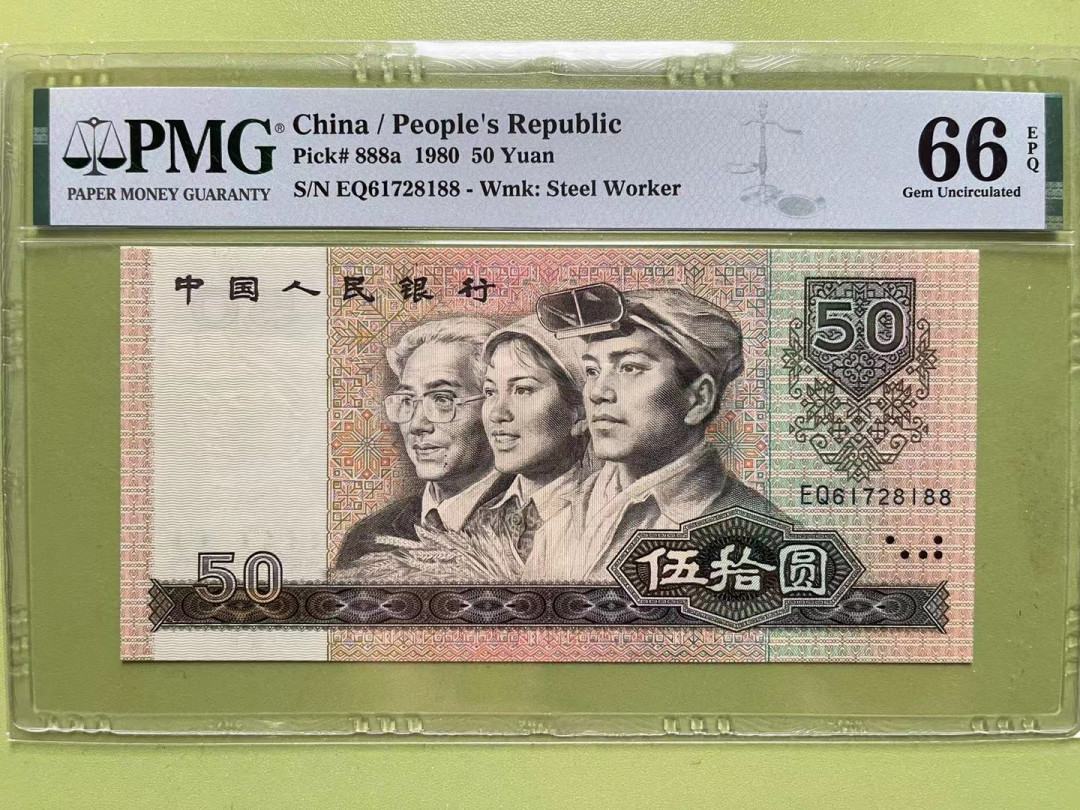 PMG® China / People's Republic
Pick# 888a 1980 50 Yuan
PAPER MONEY GUARANTY
S/N EQ61728188 - Wmk: Steel Worker
66 EPQ
Gem Uncirculated
中国人民银行
50
EQ61728188
50
伍拾圆